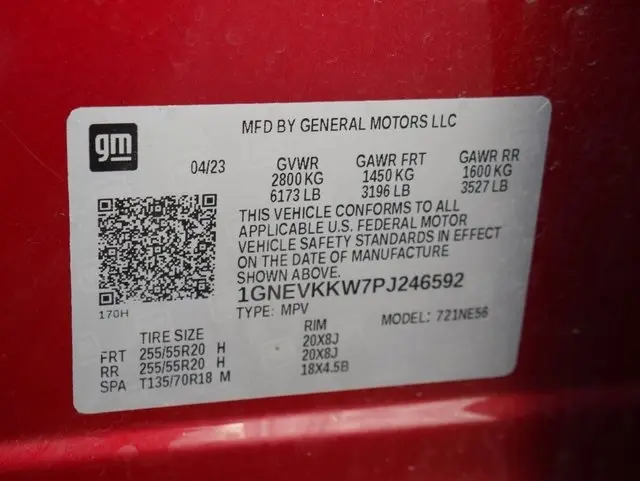 gm
MFD BY GENERAL MOTORS LLC
04/23 GVWR GAWR FRT GAWR RR
2800 KG 1450 KG 1600 KG
6173 LB 3196 LB 3527 LB
THIS VEHICLE CONFORMS TO ALL
APPLICABLE U.S. FEDERAL MOTOR
VEHICLE SAFETY STANDARDS IN EFFECT
ON THE DATE OF MANUFACTURE
SHOWN ABOVE.
170H
1GNEVKKW7PJ246592
TYPE: MPV MODEL: 721NE56
TIRE SIZE RIM
FRT 255/55R20 H 20X8J
RR 255/55R20 H 20X8J
SPA T135/70R18 M 18X4.5B